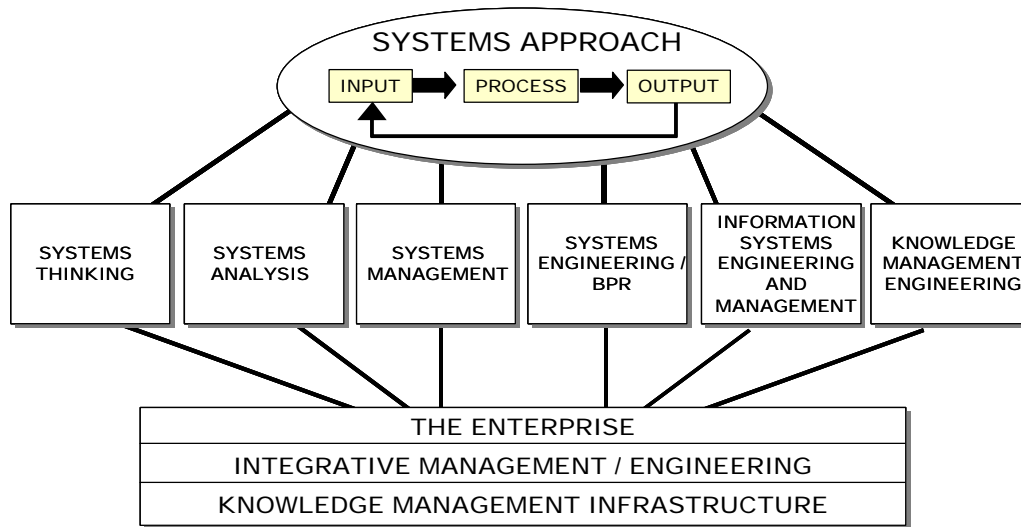 SYSTEMS APPROACH
INPUT
PROCESS
OUTPUT
SYSTEMS
THINKING
SYSTEMS
ANALYSIS
SYSTEMS
MANAGEMENT
SYSTEMS
ENGINEERING /
BPR
INFORMATION
SYSTEMS
ENGINEERING
AND
MANAGEMENT
KNOWLEDGE
MANAGEMENT
ENGINEERING
THE ENTERPRISE
INTEGRATIVE MANAGEMENT / ENGINEERING
KNOWLEDGE MANAGEMENT INFRASTRUCTURE